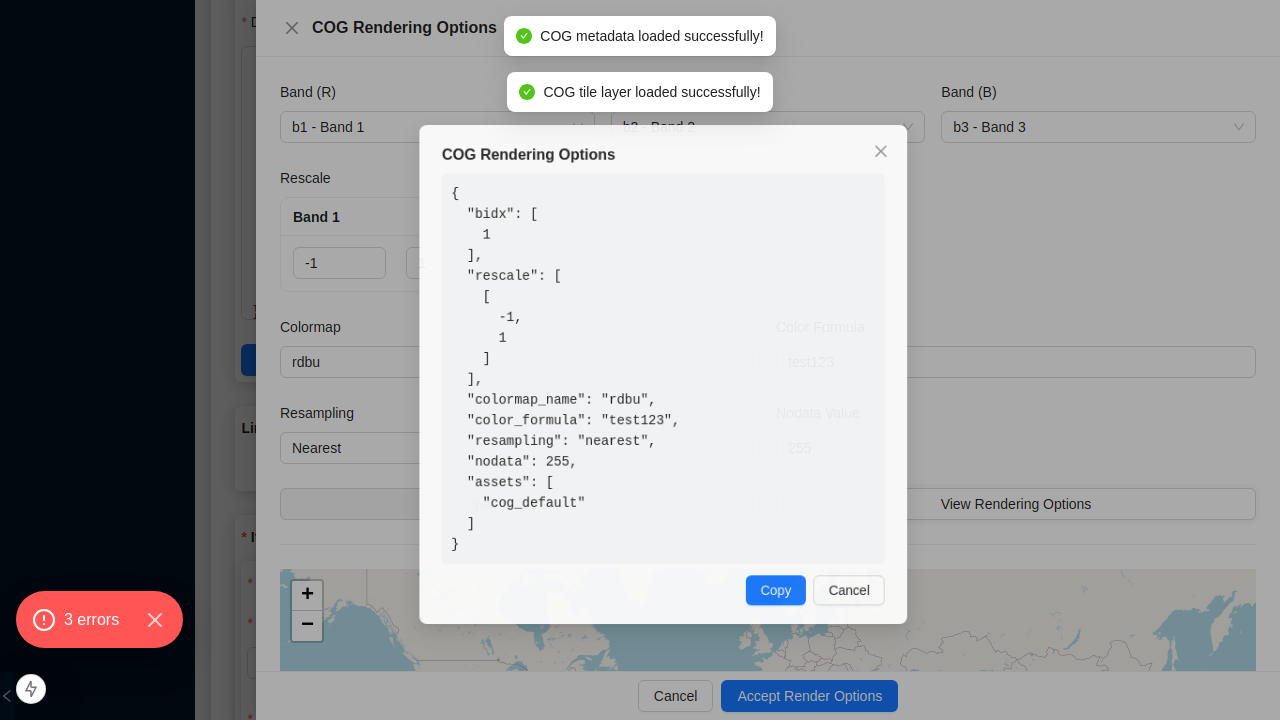 COG Rendering Options
COG metadata loaded successfully!
COG tile layer loaded successfully!
Band (R)
Band (B)
b1 - Band 1
b2 - Band 2
b3 - Band 3
Rescale
Band 1
-1
Colormap
Color Formula
rdbu
test123
Resampling
Nodata Value
Nearest
255
View Rendering Options
COG Rendering Options
{
"bidx": [
1
],
"rescale": [
[
-1,
1
]
],
"colormap_name": "rdbu",
"color_formula": "test123",
"resampling": "nearest",
"nodata": 255,
"assets": [
"cog_default"
]
}
Copy
Cancel
+
−
3 errors
Cancel
Accept Render Options